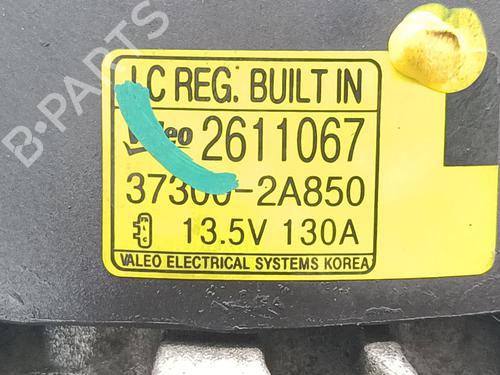 B-PARTS
I.C REG. BUILT IN
Valeo 2611067
37300-2A850
13.5V 130A
VALEO ELECTRICAL SYSTEMS KOREA